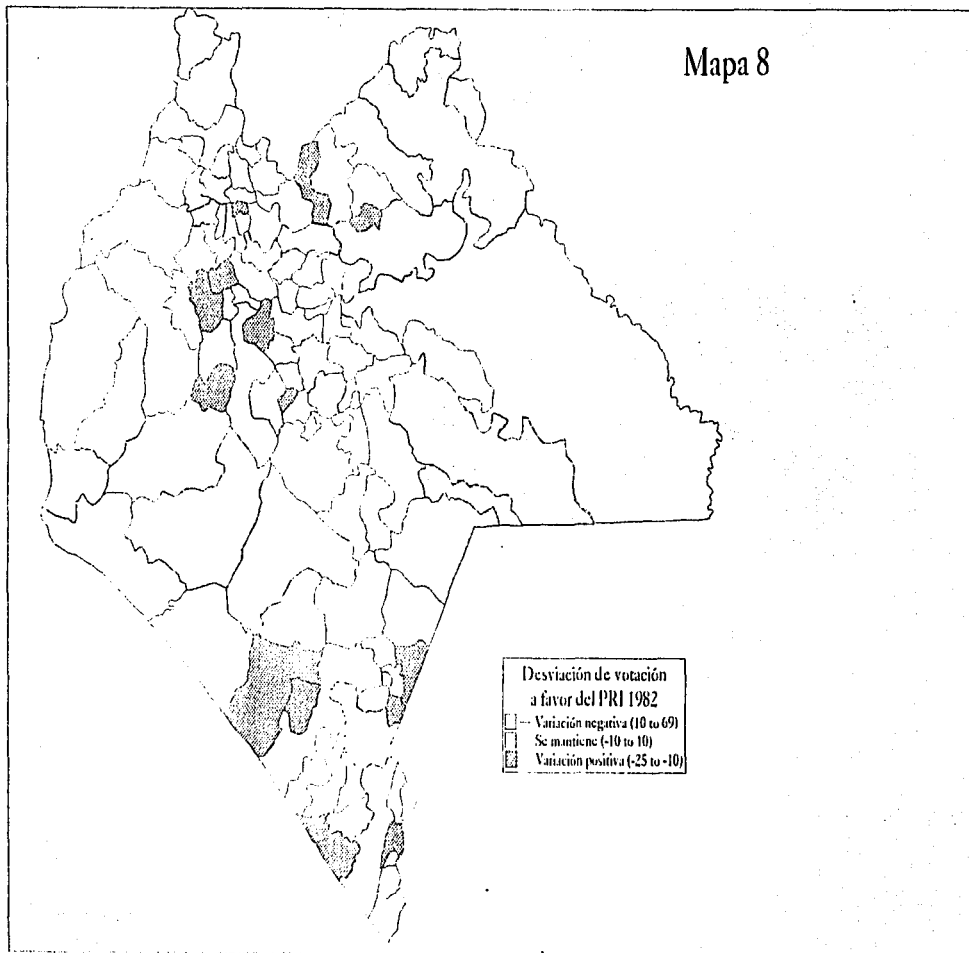 Mapa 8
Desviación de votación
a favor del PRI 1982
Variación negativa (10 to 69)
Se mantiene (-10 to 10)
Variación positiva (-25 to -10)